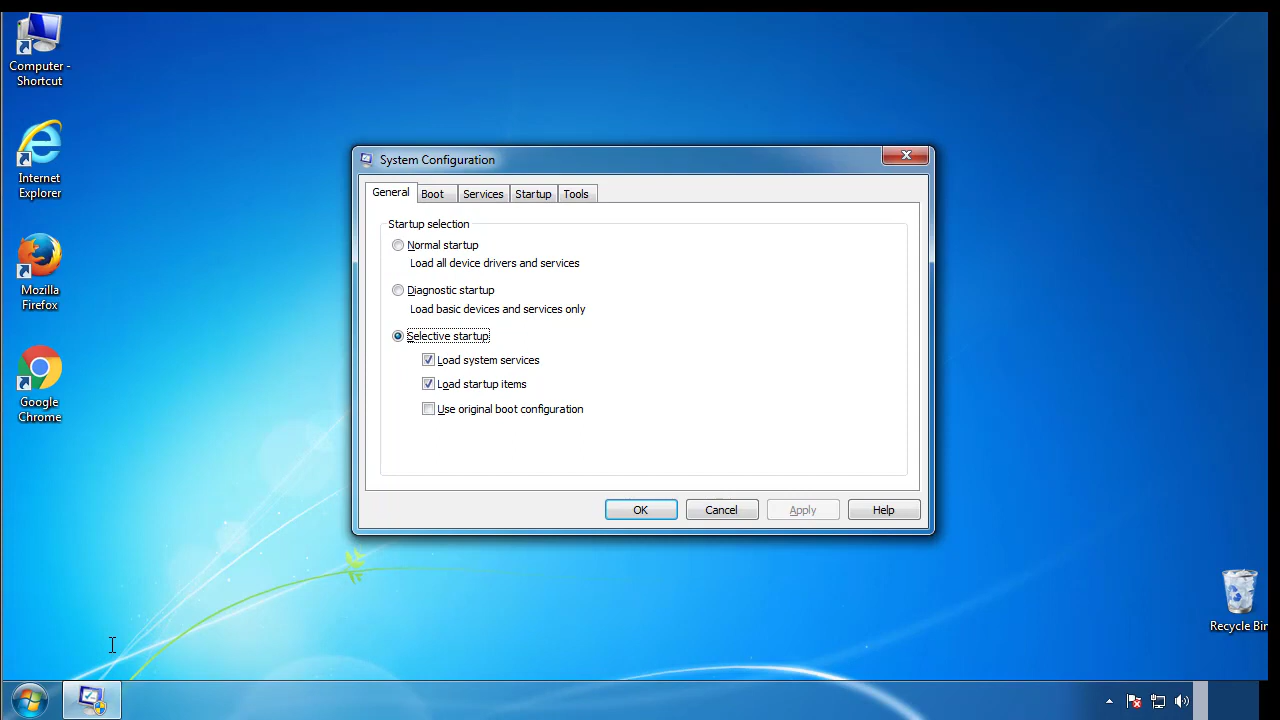 Computer -
Shortcut
Internet
Explorer
Mozilla
Firefox
Google
Chrome
System Configuration
General Boot Services Startup Tools
Startup selection
Normal startup
Load all device drivers and services
Diagnostic startup
Load basic devices and services only
Selective startup
Load system services
Load startup items
Use original boot configuration
OK Cancel Apply Help
Recycle Bin